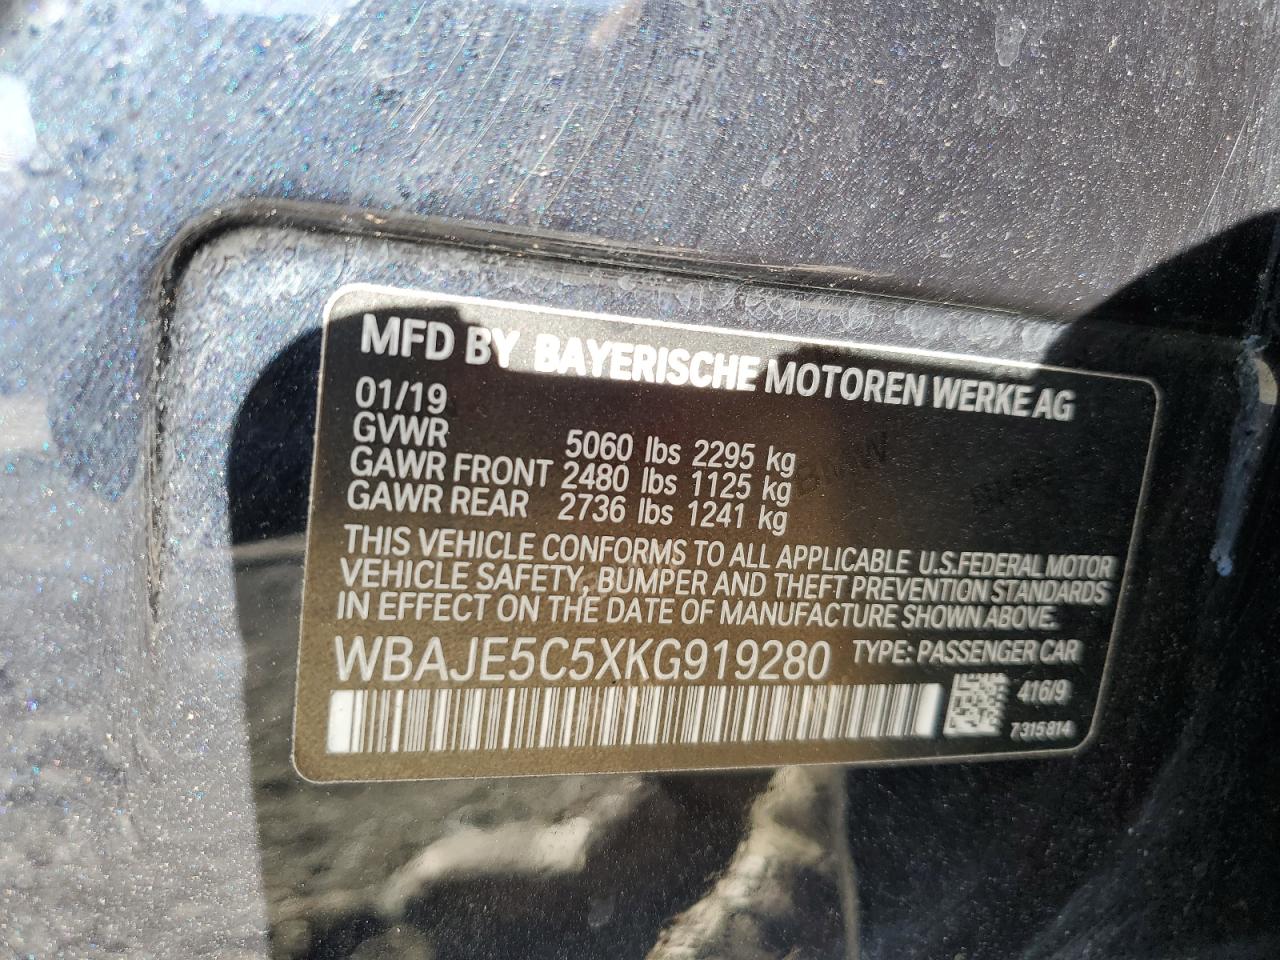 MFD BY BAYERISCHE MOTOREN WERKE AG
01/19
GVWR 5060 lbs 2295 kg
GAWR FRONT 2480 lbs 1125 kg
GAWR REAR 2736 lbs 1241 kg
THIS VEHICLE CONFORMS TO ALL APPLICABLE U.S.FEDERAL MOTOR
VEHICLE SAFETY, BUMPER AND THEFT PREVENTION STANDARDS
IN EFFECT ON THE DATE OF MANUFACTURE SHOWN ABOVE.
WBAJE5C5XKG919280 TYPE: PASSENGER CAR
416/9
7315814
BMW